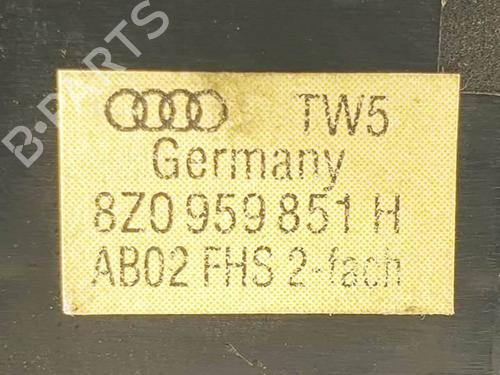 TW5
Germany
8Z0 959 851 H
AB02 FHS 2-fach
B-PARTS